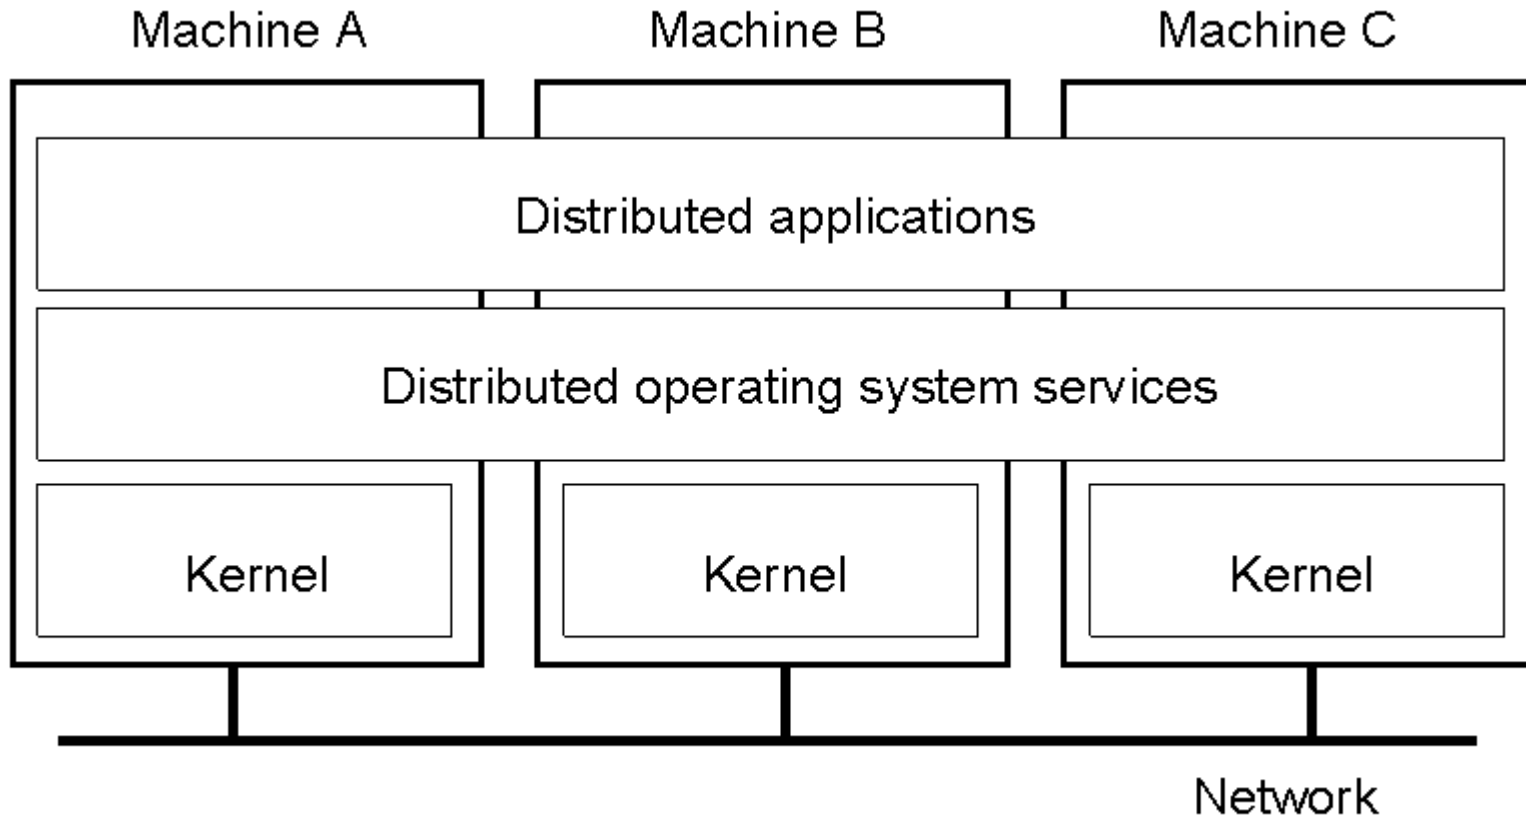 Machine A
Machine B
Machine C
Distributed applications
Distributed operating system services
Kernel
Kernel
Kernel
Network